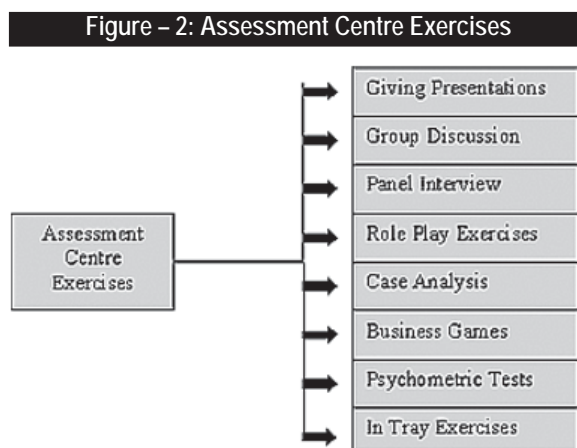 Figure – 2: Assessment Centre Exercises
Assessment
Centre
Exercises
Giving Presentations
Group Discussion
Panel Interview
Role Play Exercises
Case Analysis
Business Games
Psychometric Tests
In Tray Exercises